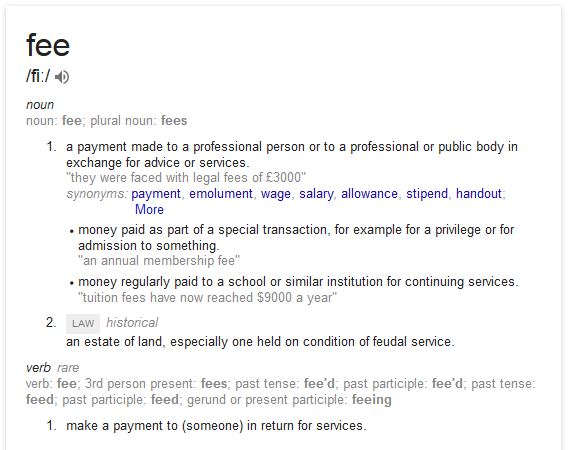 fee
/fiː/
noun
noun: fee; plural noun: fees
1. a payment made to a professional person or to a professional or public body in
exchange for advice or services.
"they were faced with legal fees of £3000"
synonyms: payment, emolument, wage, salary, allowance, stipend, handout;
More
• money paid as part of a special transaction, for example for a privilege or for
admission to something.
"an annual membership fee"
• money regularly paid to a school or similar institution for continuing services.
"tuition fees have now reached $9000 a year"
2. LAW historical
an estate of land, especially one held on condition of feudal service.
verb rare
verb: fee; 3rd person present: fees; past tense: fee'd; past participle: fee'd; past tense:
feed; past participle: feed; gerund or present participle: feeing
1. make a payment to (someone) in return for services.